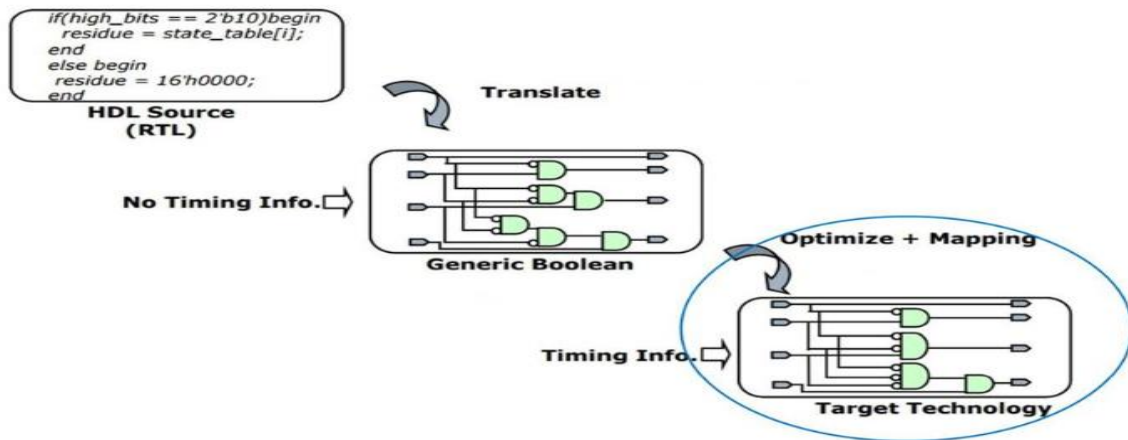 if(high_bits == 2'b10)begin
residue = state_table[i];
end
else begin
residue = 16'h0000;
end
HDL Source
(RTL)
Translate
No Timing Info.
Generic Boolean
Optimize + Mapping
Timing Info.
Target Technology